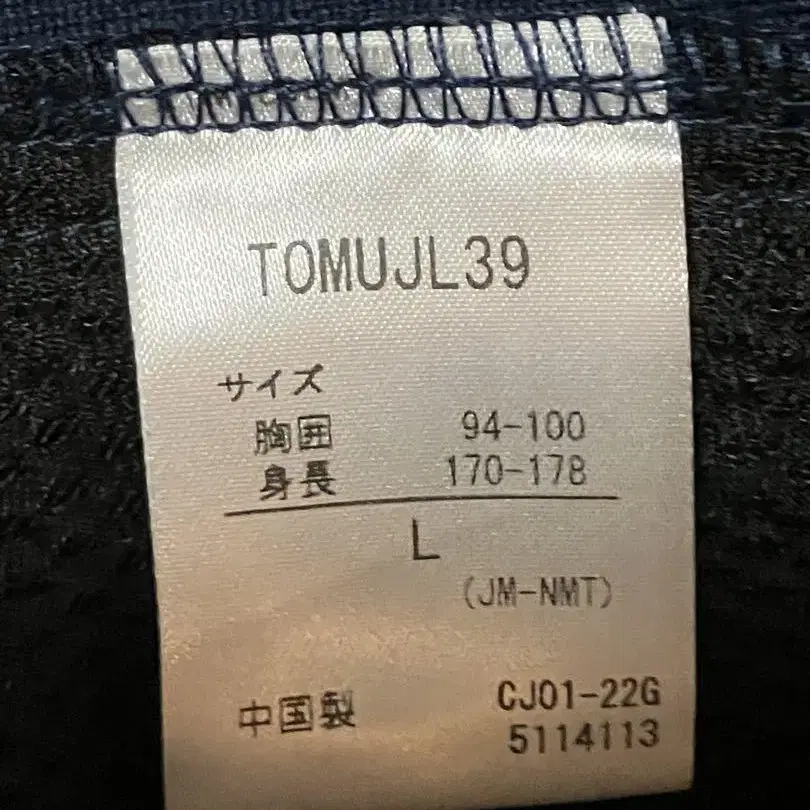 TOMUJL39
サイズ
胸囲 94-100
身長 170-178
L
(JM-NMT)
中国製 CJ01-22G
5114113